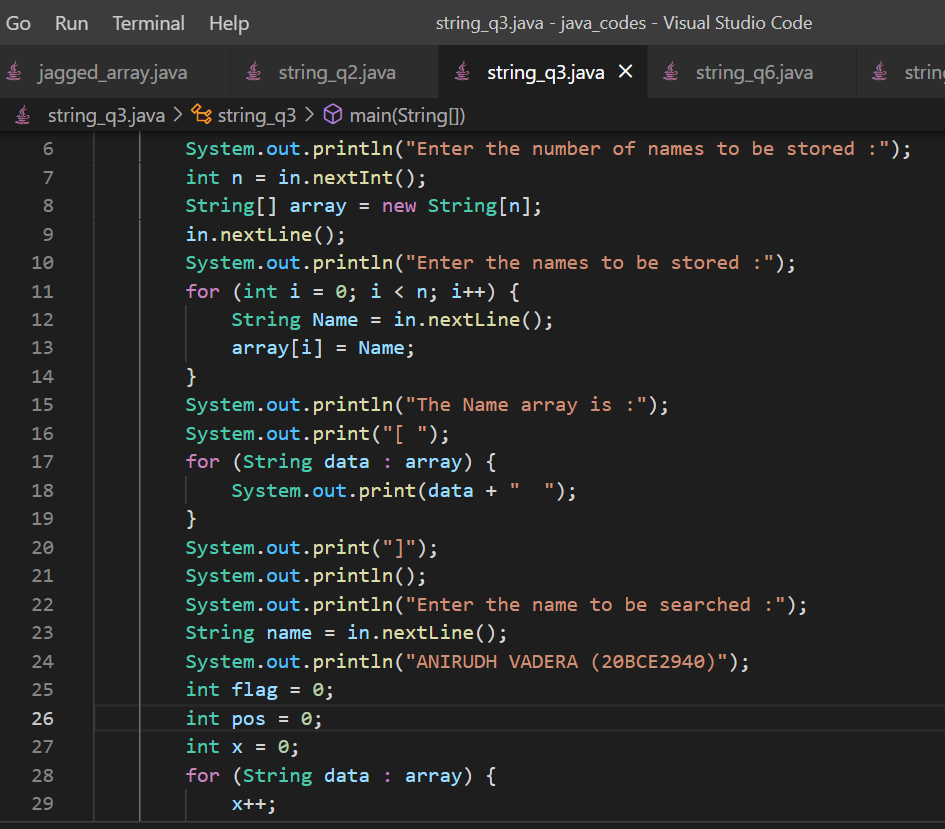 Go Run Terminal Help string_q3.java - java_codes - Visual Studio Code
jagged_array.java string_q2.java string_q3.java × string_q6.java
string_q3.java > string_q3 > main(String[])
6 System.out.println("Enter the number of names to be stored :");
7 int n = in.nextInt();
8 String[] array = new String[n];
9 in.nextLine();
10 System.out.println("Enter the names to be stored :");
11 for (int i = 0; i < n; i++) {
12 String Name = in.nextLine();
13 array[i] = Name;
14 }
15 System.out.println("The Name array is :");
16 System.out.print("[ ");
17 for (String data : array) {
18 System.out.print(data + "  ");
19 }
20 System.out.print("]");
21 System.out.println();
22 System.out.println("Enter the name to be searched :");
23 String name = in.nextLine();
24 System.out.println("ANIRUDH VADERA (20BCE2940)");
25 int flag = 0;
26 int pos = 0;
27 int x = 0;
28 for (String data : array) {
29 x++;